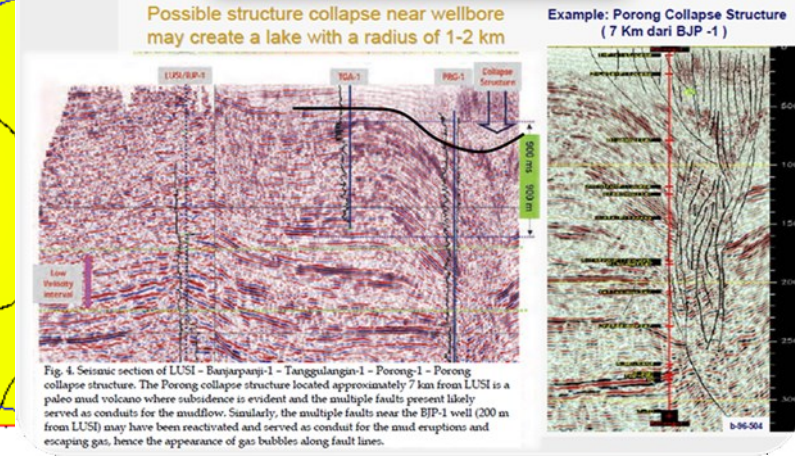 Possible structure collapse near wellbore
may create a lake with a radius of 1-2 km
Example: Porong Collapse Structure
( 7 Km dari BJP -1 )
LUSI/BJP-1
TGA-1
PRG-1
Collapse
Structure
900 m
Low
Velocity
interval
Fig. 4. Seismic section of LUSI – Banjarpanji-1 – Tanggulangin-1 – Porong-1 – Porong
collapse structure. The Porong collapse structure located approximately 7 km from LUSI is a
paleo mud volcano where subsidence is evident and the multiple faults present likely
served as conduits for the mudflow. Similarly, the multiple faults near the BJP-1 well (200 m
from LUSI) may have been reactivated and served as conduit for the mud eruptions and
escaping gas, hence the appearance of gas bubbles along fault lines.
b-96-504